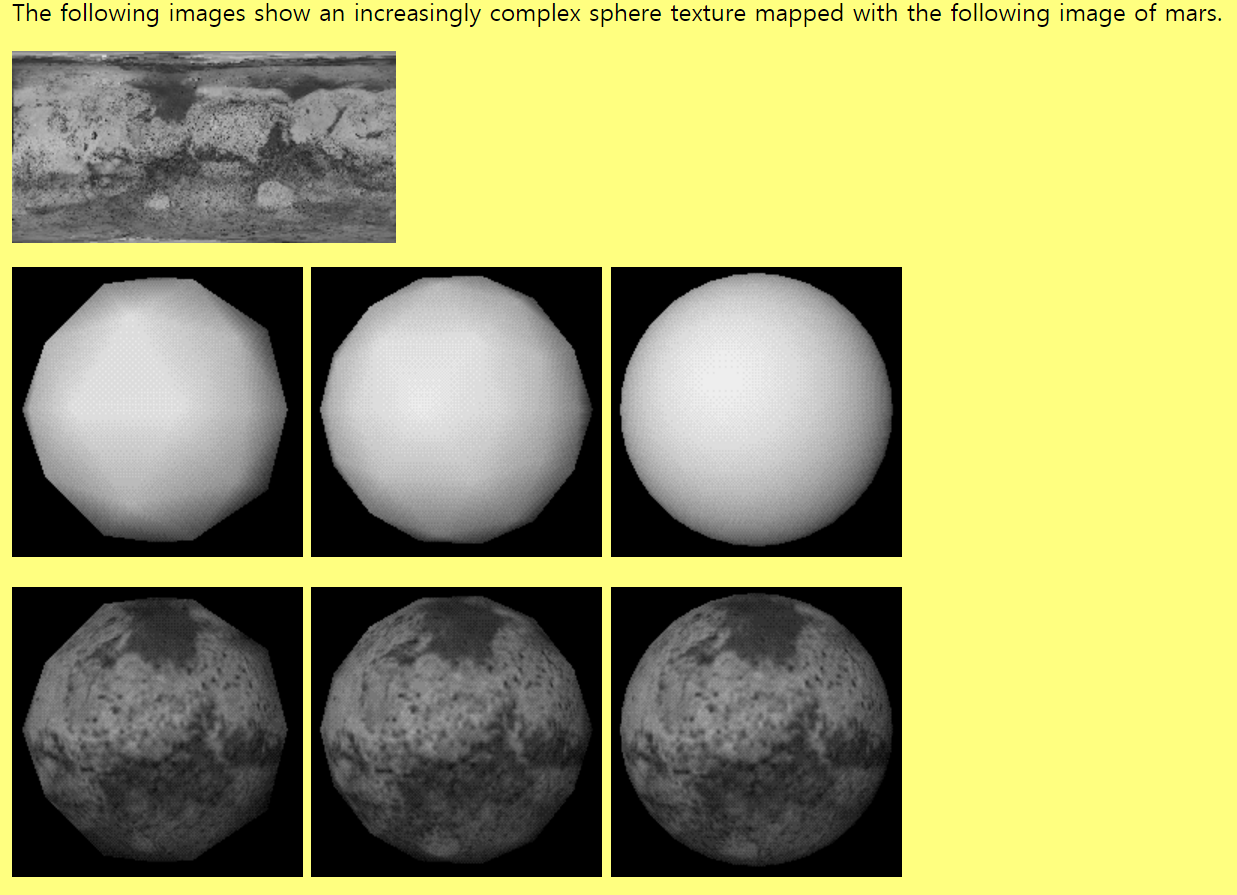 The following images show an increasingly complex sphere texture mapped with the following image of mars.